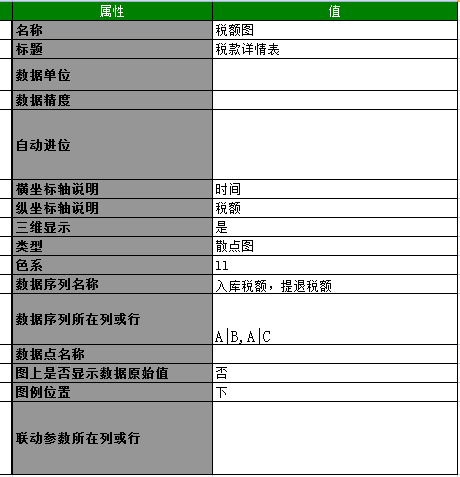 属性 值
名称 税额图
标题 税款详情表
数据单位
数据精度
自动进位
横坐标轴说明 时间
纵坐标轴说明 税额
三维显示 是
类型 散点图
色系 11
数据序列名称 入库税额，提退税额
数据序列所在列或行 A|B,A|C
数据点名称
图上是否显示数据原始值 否
图例位置 下
联动参数所在列或行